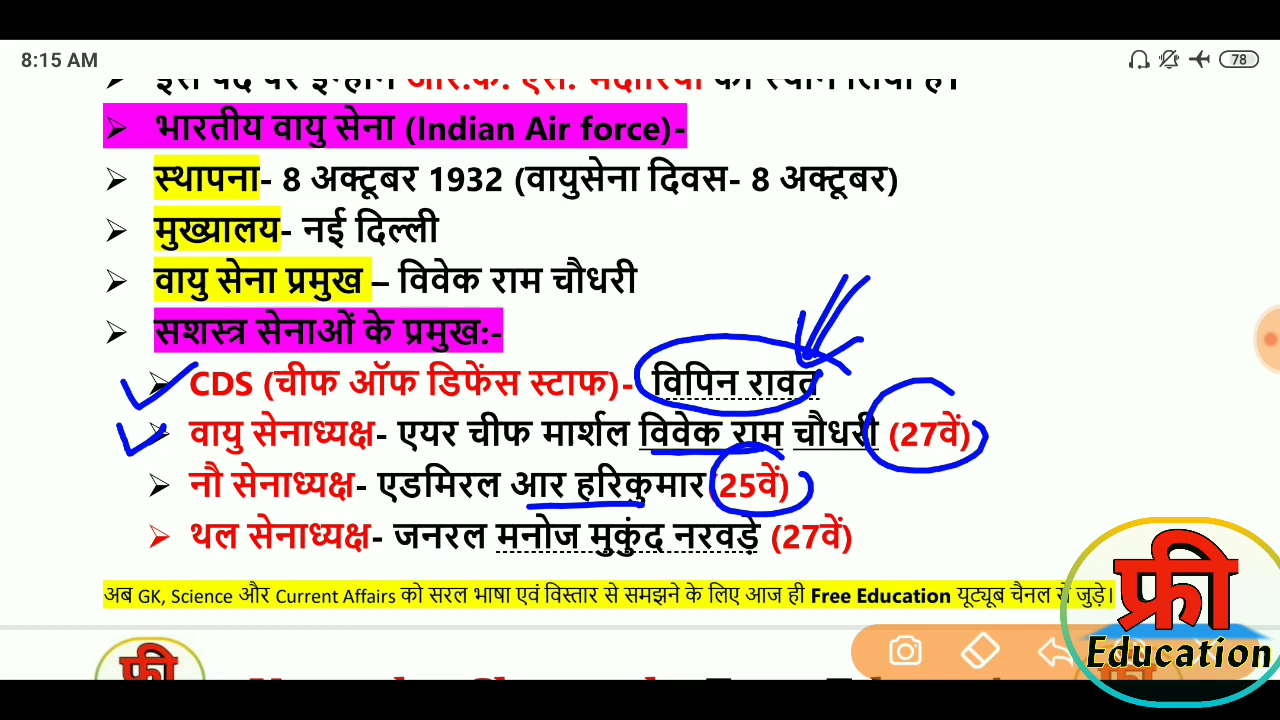 8:15 AM
78
आर.के. एस. भदौरिया का स्थान लिया है।
➢ भारतीय वायु सेना (Indian Air force)-
➢ स्थापना- 8 अक्टूबर 1932 (वायुसेना दिवस- 8 अक्टूबर)
➢ मुख्यालय- नई दिल्ली
➢ वायु सेना प्रमुख – विवेक राम चौधरी
➢ सशस्त्र सेनाओं के प्रमुख:-
➢ CDS (चीफ ऑफ डिफेंस स्टाफ)- विपिन रावत
➢ वायु सेनाध्यक्ष- एयर चीफ मार्शल विवेक राम चौधरी (27वें)
➢ नौ सेनाध्यक्ष- एडमिरल आर हरिकुमार (25वें)
➢ थल सेनाध्यक्ष- जनरल मनोज मुकुंद नरवड़े (27वें)
अब GK, Science और Current Affairs को सरल भाषा एवं विस्तार से समझने के लिए आज ही Free Education यूट्यूब चैनल से जुड़े।
फ्री
Education
फ्री